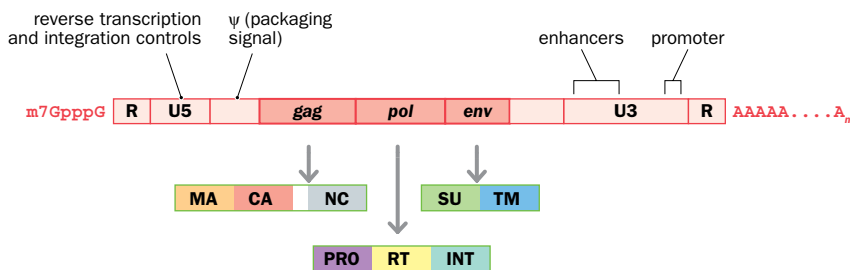 reverse transcription
and integration controls
ψ (packaging
signal)
enhancers
promoter
m7GpppG R U5 gag pol env U3 R AAAAA....An
MA CA NC
SU TM
PRO RT INT